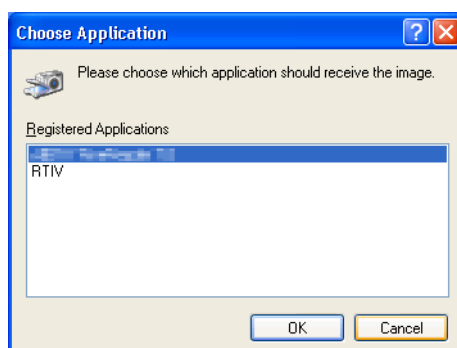 Choose Application
Please choose which application should receive the image.
Registered Applications
RTIV
OK
Cancel